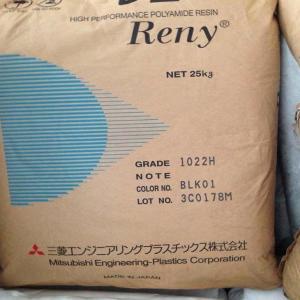 HIGH PERFORMANCE POLYAMIDE RESIN
Reny®
NET 25kg
GRADE 1022H
NOTE
COLOR NO. BLK01
LOT NO. 3C0178M
三菱エンジニアリングプラスチックス株式会社
Mitsubishi Engineering-Plastics Corporation
MADE IN JAPAN